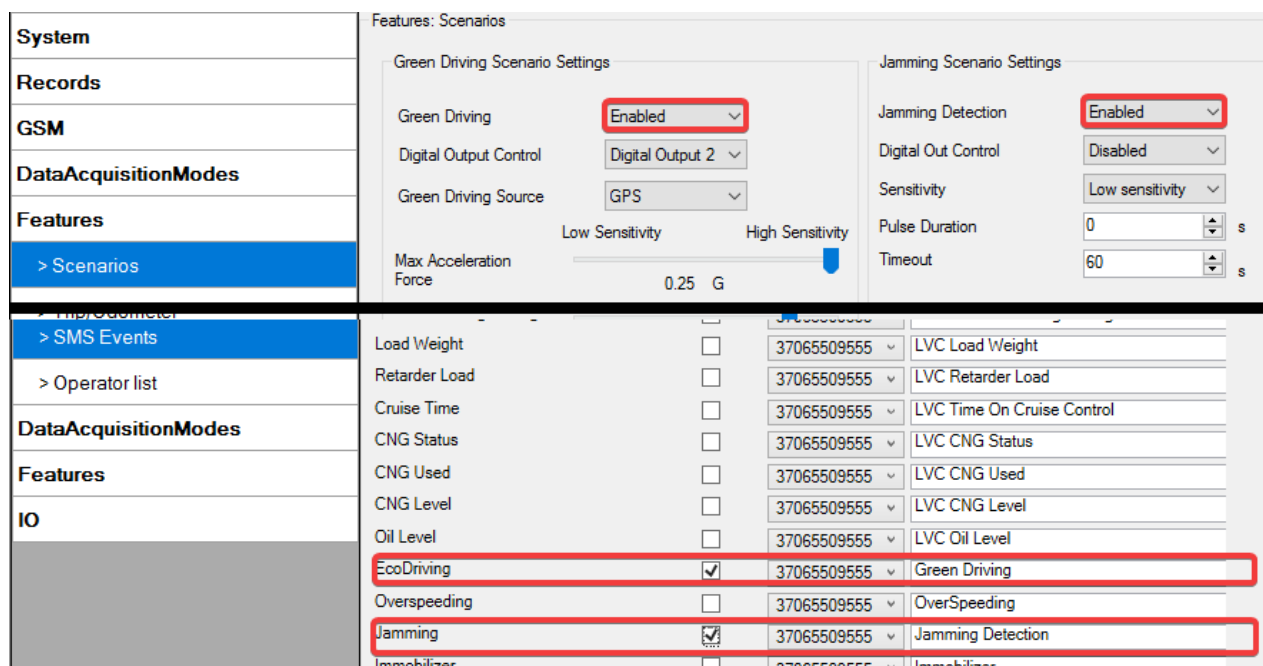 System
Records
GSM
DataAcquisitionModes
Features
> Scenarios
Features: Scenarios
Green Driving Scenario Settings
Green Driving Enabled
Digital Output Control Digital Output 2
Green Driving Source GPS
Low Sensitivity High Sensitivity
Max Acceleration
Force
0.25 G
Jamming Scenario Settings
Jamming Detection Enabled
Digital Out Control Disabled
Sensitivity Low sensitivity
Pulse Duration 0 s
Timeout 60 s
> SMS Events
> Operator list
DataAcquisitionModes
Features
IO
Load Weight 37065509555 LVC Load Weight
Retarder Load 37065509555 LVC Retarder Load
Cruise Time 37065509555 LVC Time On Cruise Control
CNG Status 37065509555 LVC CNG Status
CNG Used 37065509555 LVC CNG Used
CNG Level 37065509555 LVC CNG Level
Oil Level 37065509555 LVC Oil Level
EcoDriving 37065509555 Green Driving
Overspeeding 37065509555 OverSpeeding
Jamming 37065509555 Jamming Detection
Immobilizer 37065509555 Immobilizer